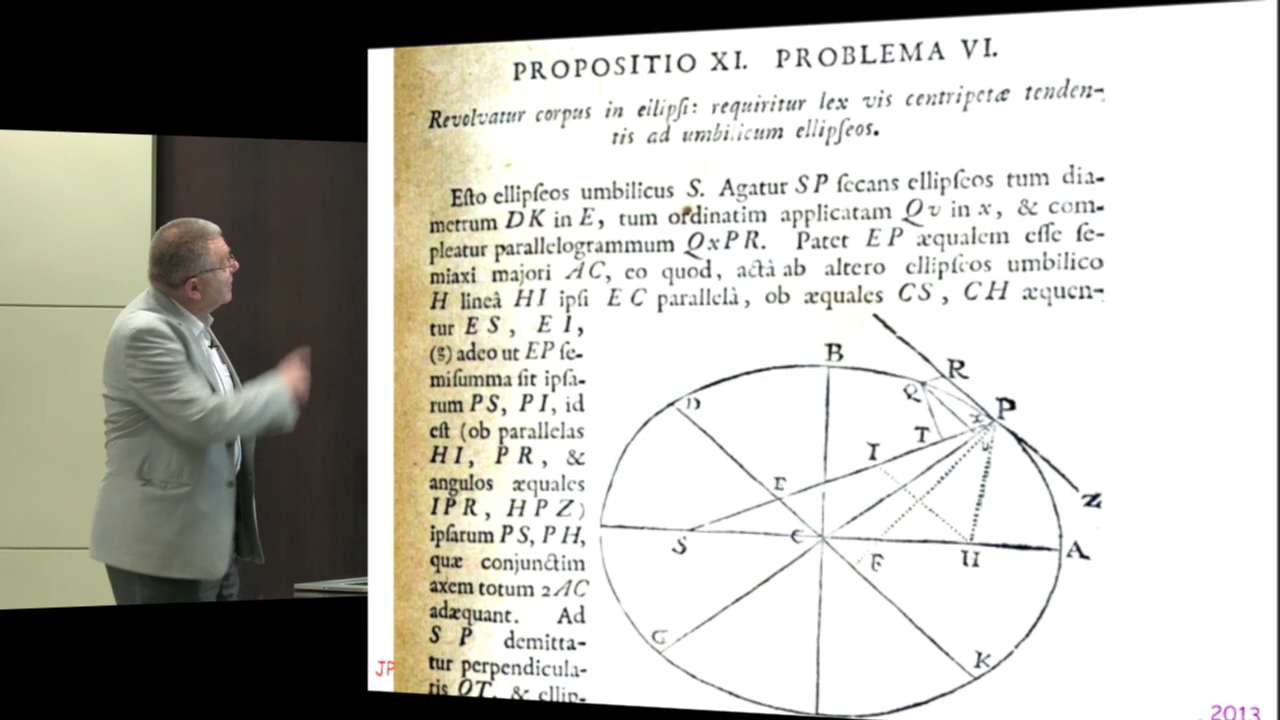 PROPOSITIO XI. PROBLEMA VI.
Revolvatur corpus in ellipſi: requiritur lex vis centripetæ tenden-
tis ad umbilicum ellipſeos.
Eſto ellipſeos umbilicus S. Agatur SP ſecans ellipſeos tum dia-
metrum DK in E, tum ordinatim applicatam Qv in x, & com-
pleatur parallelogrammum QxPR. Patet EP æqualem eſſe ſe-
miaxi majori AC, eo quod, actâ ab altero ellipſeos umbilico
H lineâ HI ipſi EC parallelâ, ob æquales CS, CH æquen-
tur ES, EI,
(g) adeo ut EP ſe-
miſumma ſit ipſa-
rum PS, PI, id
eſt (ob parallelas
HI, PR, &
angulos æquales
IPR, HPZ)
ipſarum PS, PH,
quæ conjunctim
axem totum 2AC
adæquant. Ad
SP demitta-
tur perpendicula-
ris QT, & ellip-
B
R
Q
P
D
T
x
v
I
E
Z
S
C
F
H
A
G
K
JP
2013